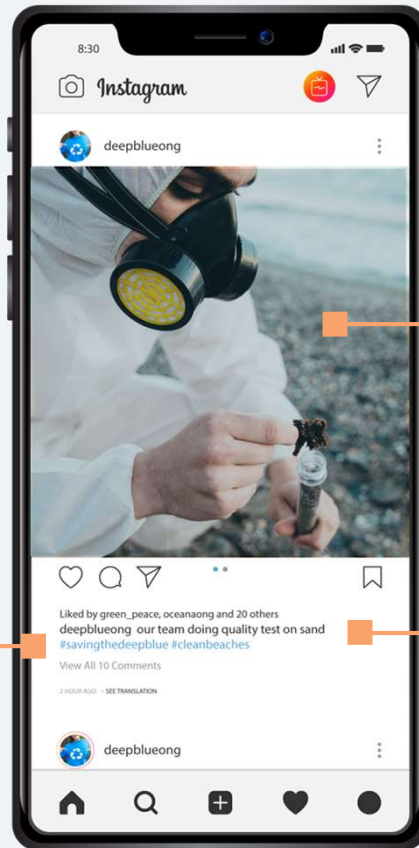 8:30
Instagram
deepblueong
Liked by green_peace, oceanaong and 20 others
deepblueong our team doing quality test on sand
#savingthedeepblue #cleanbeaches
View All 10 Comments
2 HOUR AGO • SEE TRANSLATION
deepblueong